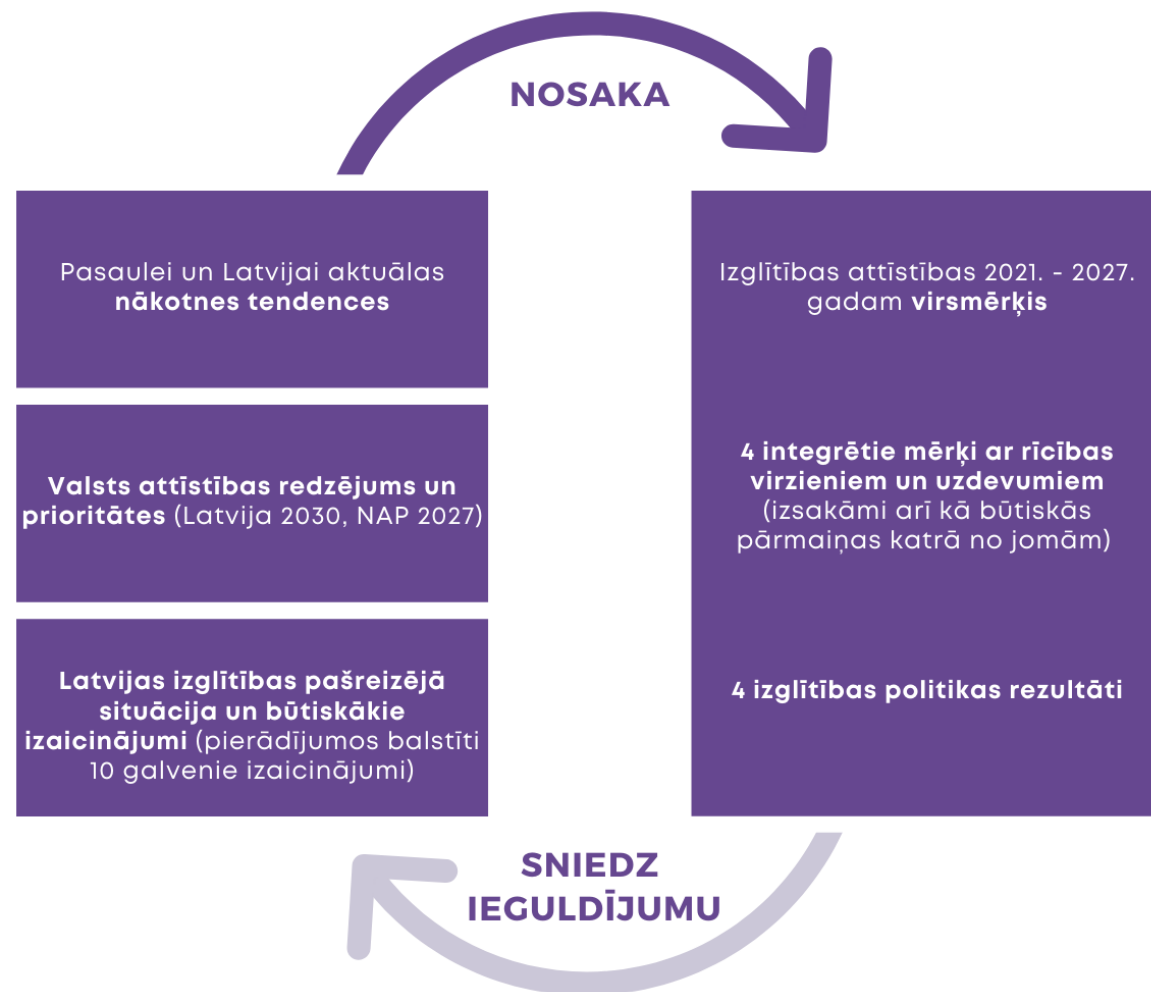 NOSAKA
Pasaulei un Latvijai aktuālas
nākotnes tendences
Valsts attīstības redzējums un
prioritātes (Latvija 2030, NAP 2027)
Latvijas izglītības pašreizējā
situācija un būtiskākie
izaicinājumi (pierādījumos balstīti
10 galvenie izaicinājumi)
Izglītības attīstības 2021. - 2027.
gadam virsmērķis
4 integrētie mērķi ar rīcības
virzieniem un uzdevumiem
(izsakāmi arī kā būtiskās
pārmaiņas katrā no jomām)
4 izglītības politikas rezultāti
SNIEDZ
IEGULDĪJUMU